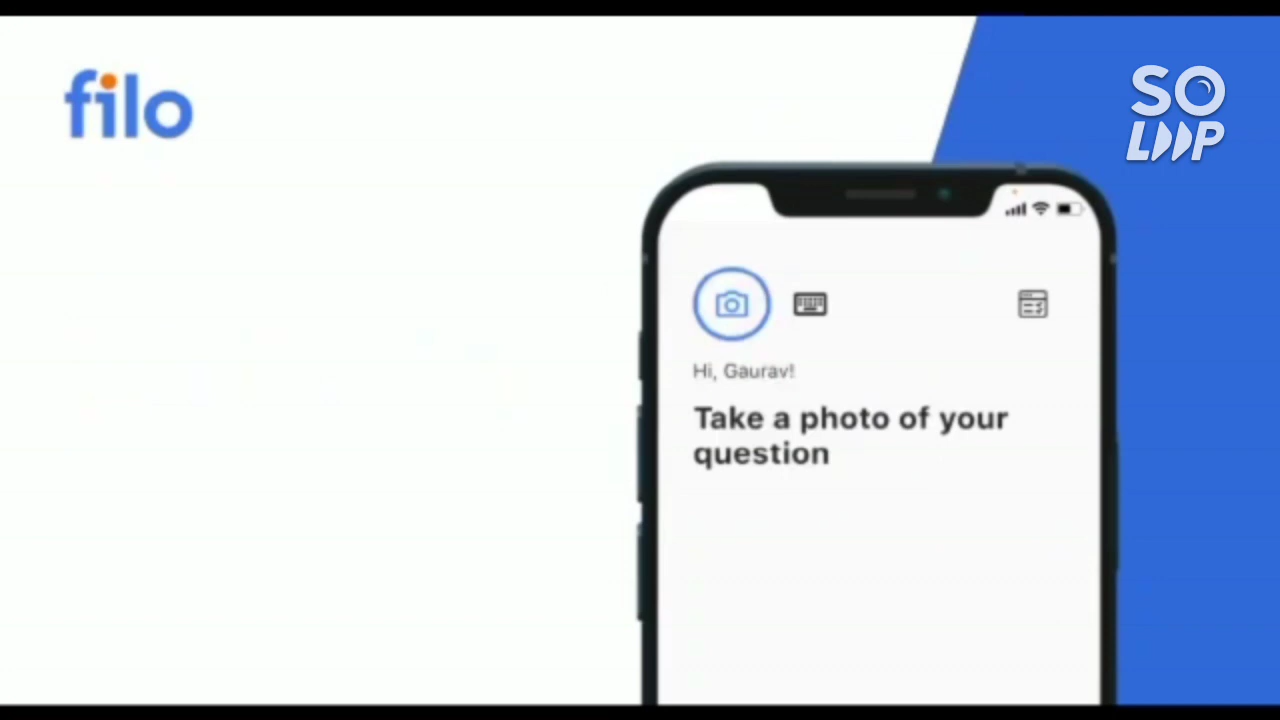 filo
SO
LOOP
Hi, Gaurav!
Take a photo of your
question